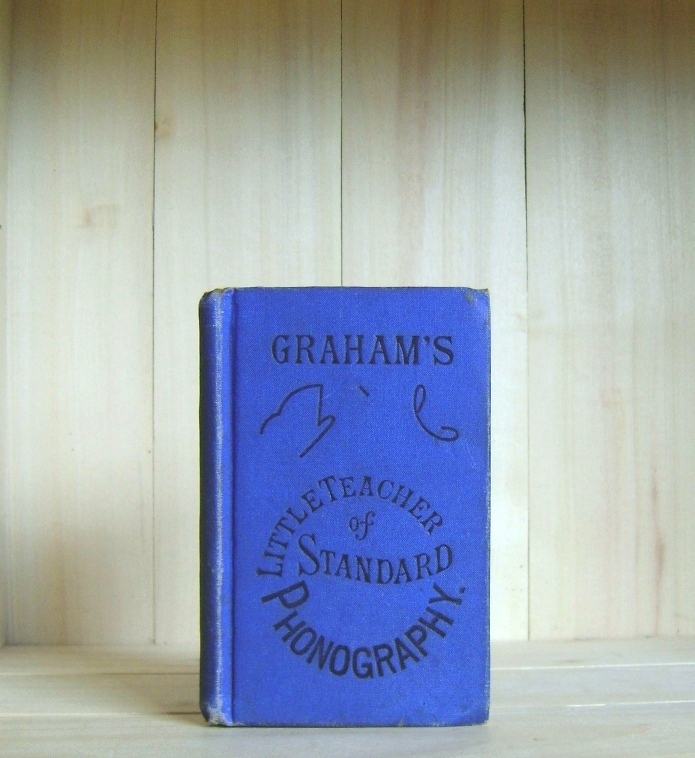 GRAHAM'S
LITTLE TEACHER
of
STANDARD
PHONOGRAPHY.